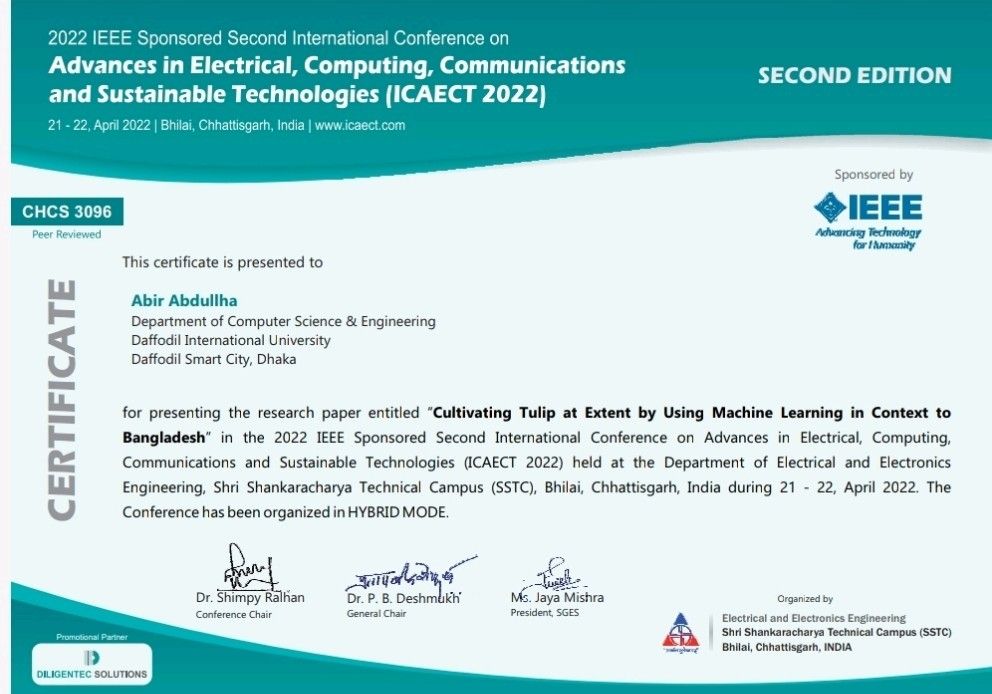 2022 IEEE Sponsored Second International Conference on
Advances in Electrical, Computing, Communications
and Sustainable Technologies (ICAECT 2022)
21 - 22, April 2022 | Bhilai, Chhattisgarh, India | www.icaect.com
SECOND EDITION
Sponsored by
IEEE
Advancing Technology
for Humanity
CHCS 3096
Peer Reviewed
CERTIFICATE
This certificate is presented to
Abir Abdullha
Department of Computer Science & Engineering
Daffodil International University
Daffodil Smart City, Dhaka
for presenting the research paper entitled "Cultivating Tulip at Extent by Using Machine Learning in Context to
Bangladesh" in the 2022 IEEE Sponsored Second International Conference on Advances in Electrical, Computing,
Communications and Sustainable Technologies (ICAECT 2022) held at the Department of Electrical and Electronics
Engineering, Shri Shankaracharya Technical Campus (SSTC), Bhilai, Chhattisgarh, India during 21 - 22, April 2022. The
Conference has been organized in HYBRID MODE.
Dr. Shimpy Ralhan
Conference Chair
Dr. P. B. Deshmukh
General Chair
Ms. Jaya Mishra
President, SGES
Organized by
Electrical and Electronics Engineering
Shri Shankaracharya Technical Campus (SSTC)
Bhilai, Chhattisgarh, INDIA
Promotional Partner
DILIGENTEC SOLUTIONS